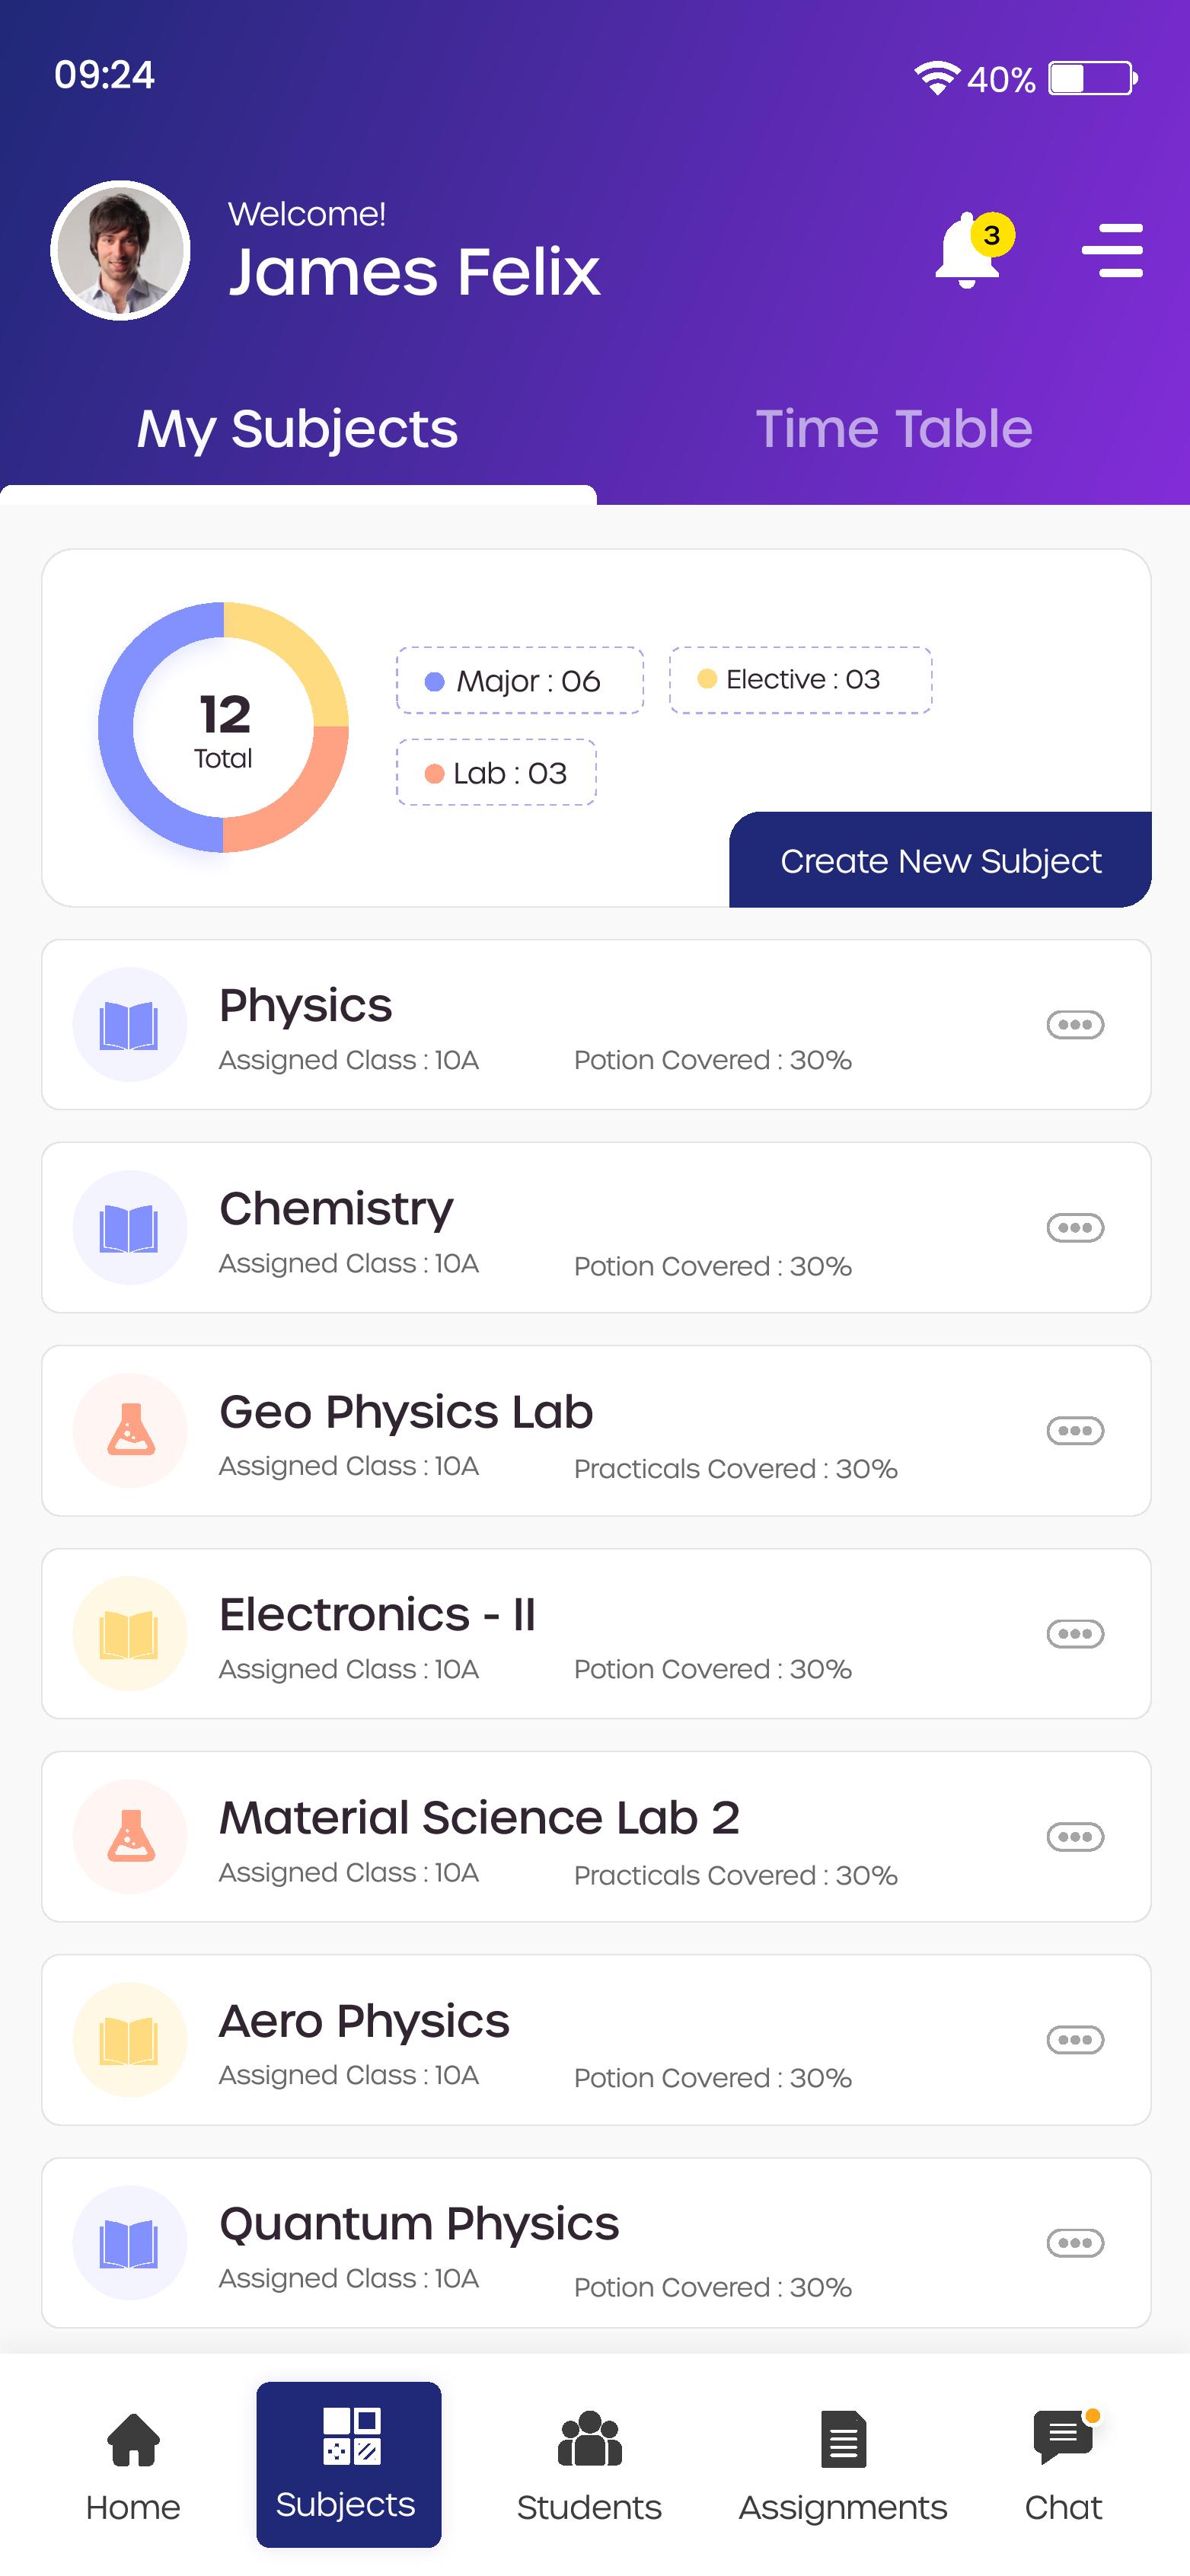 09:24
40%
Welcome!
James Felix
3
My Subjects
Time Table
12
Total
Major : 06
Elective : 03
Lab : 03
Create New Subject
Physics
Assigned Class : 10A
Potion Covered : 30%
Chemistry
Assigned Class : 10A
Potion Covered : 30%
Geo Physics Lab
Assigned Class : 10A
Practicals Covered : 30%
Electronics - II
Assigned Class : 10A
Potion Covered : 30%
Material Science Lab 2
Assigned Class : 10A
Practicals Covered : 30%
Aero Physics
Assigned Class : 10A
Potion Covered : 30%
Quantum Physics
Assigned Class : 10A
Potion Covered : 30%
Home
Subjects
Students
Assignments
Chat